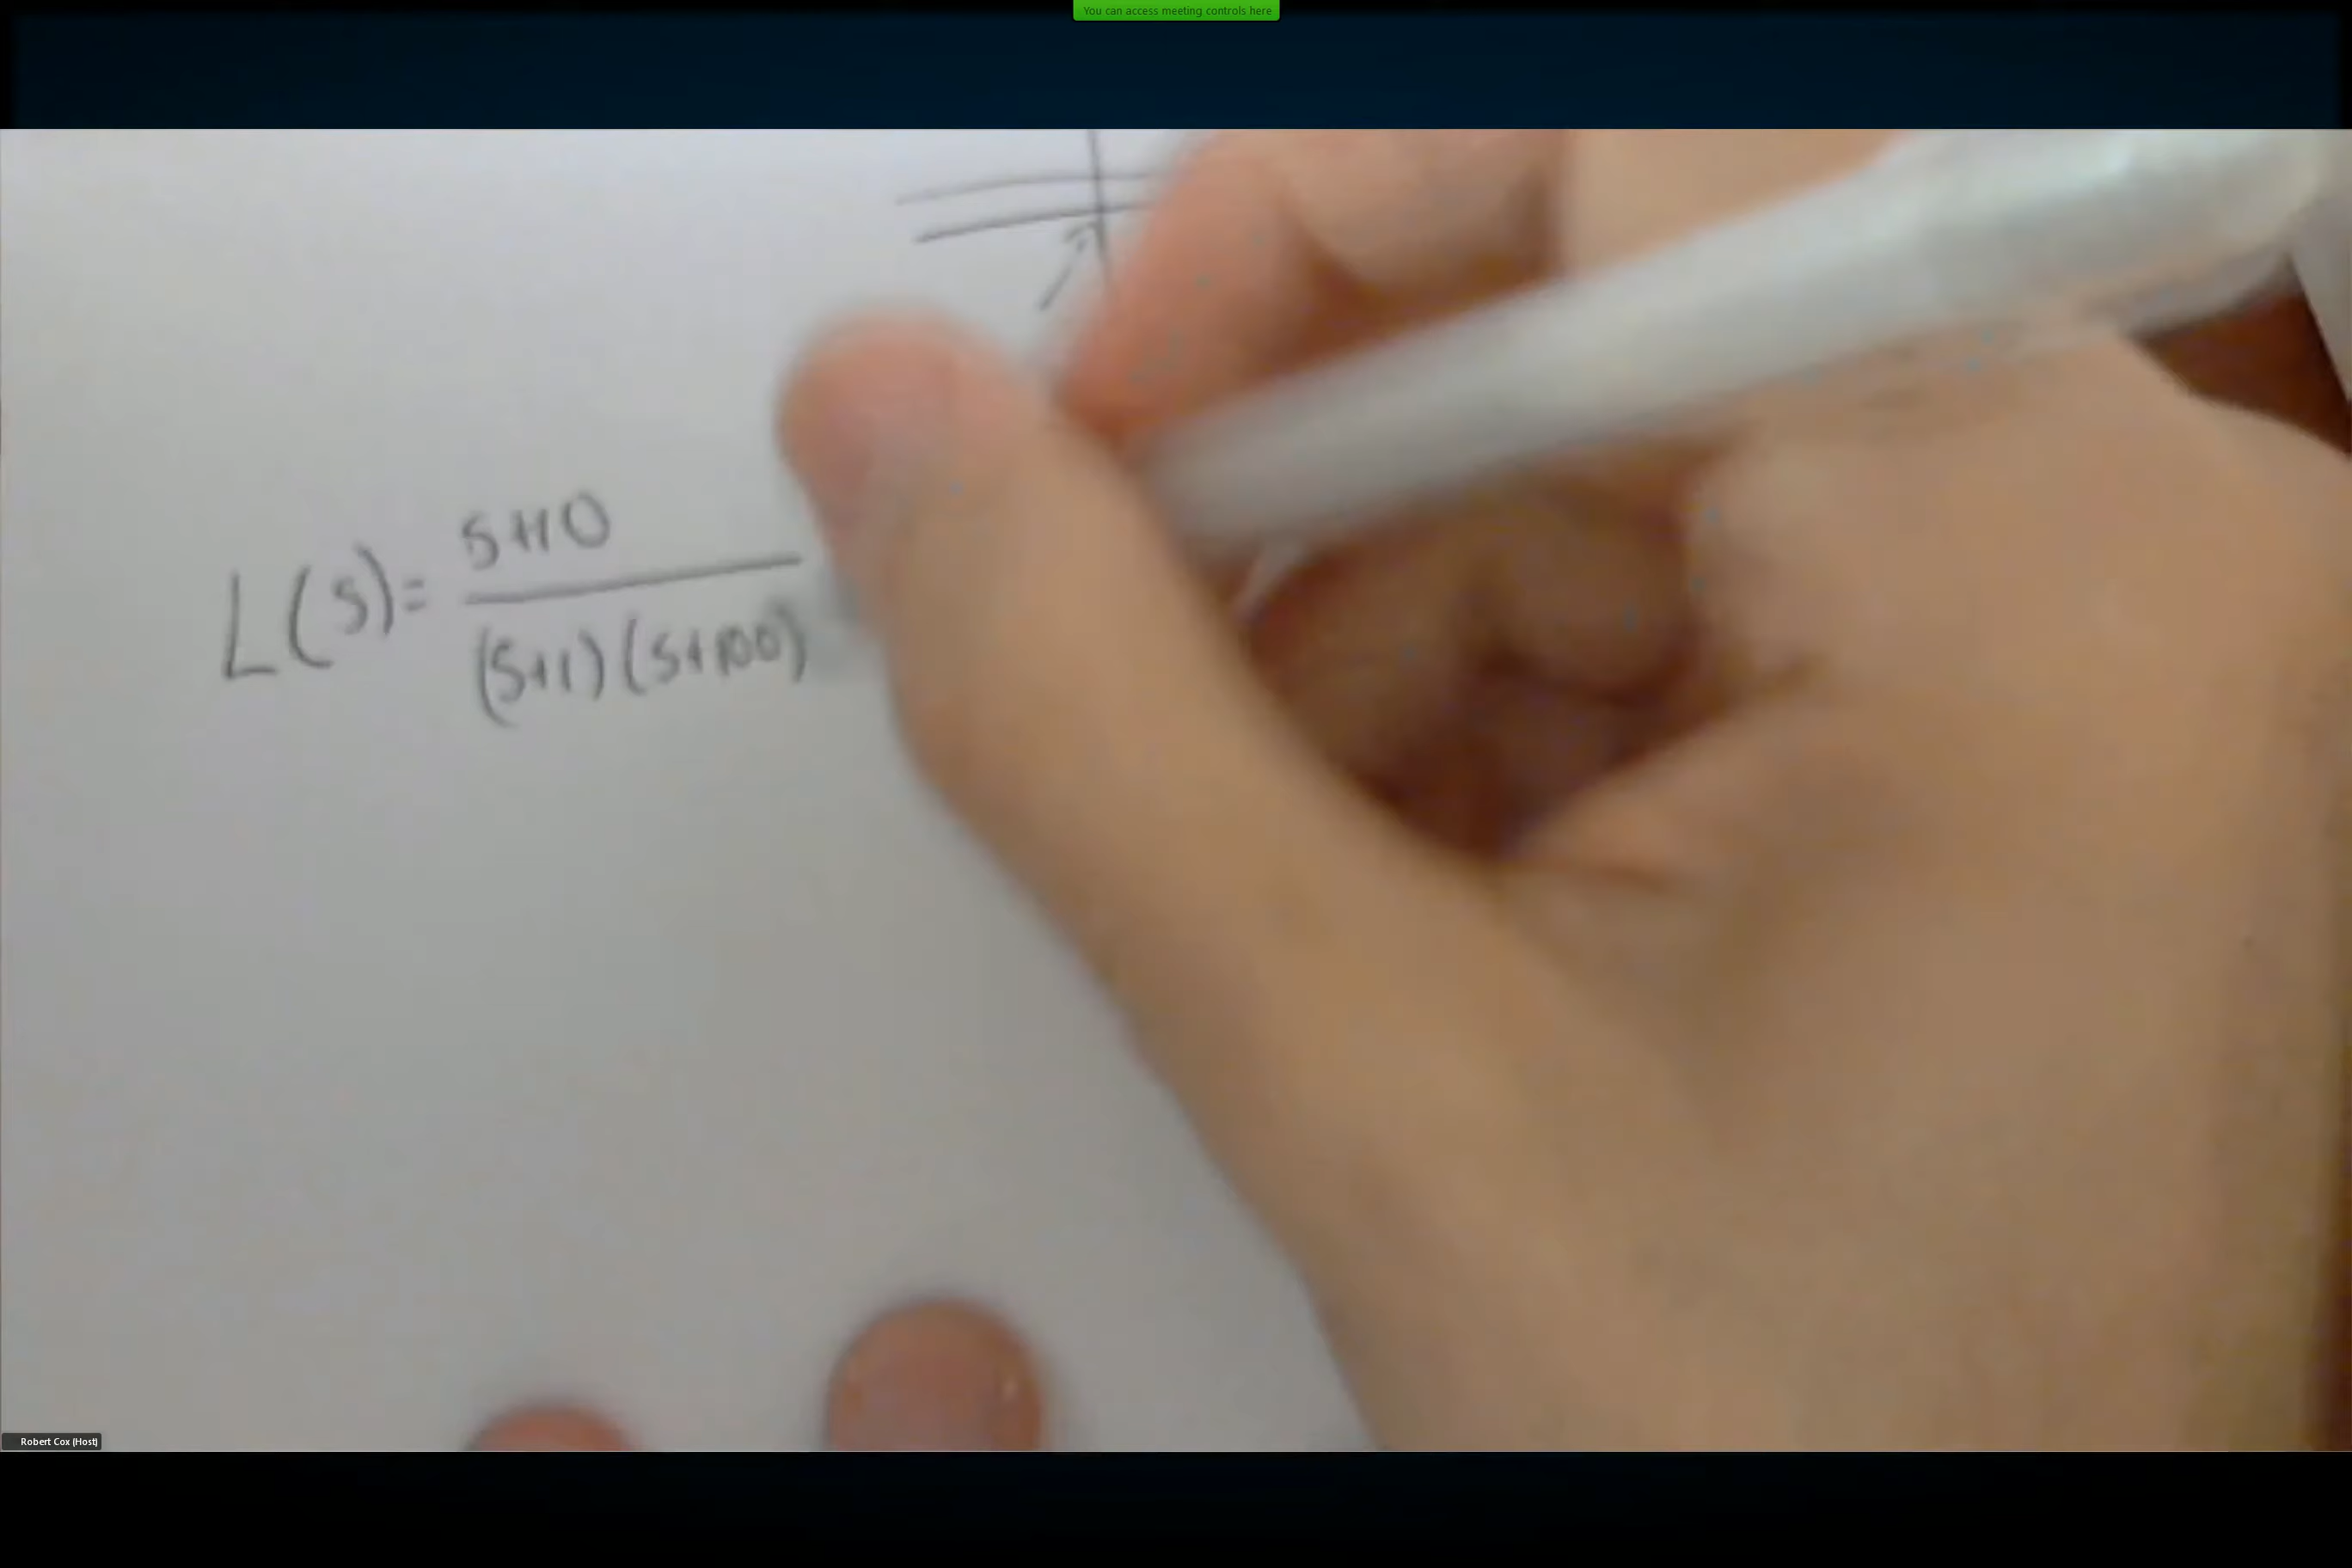 You can access meeting controls here
L(s)= s+10
(s+1)(s+100)
Robert Cox (Host)